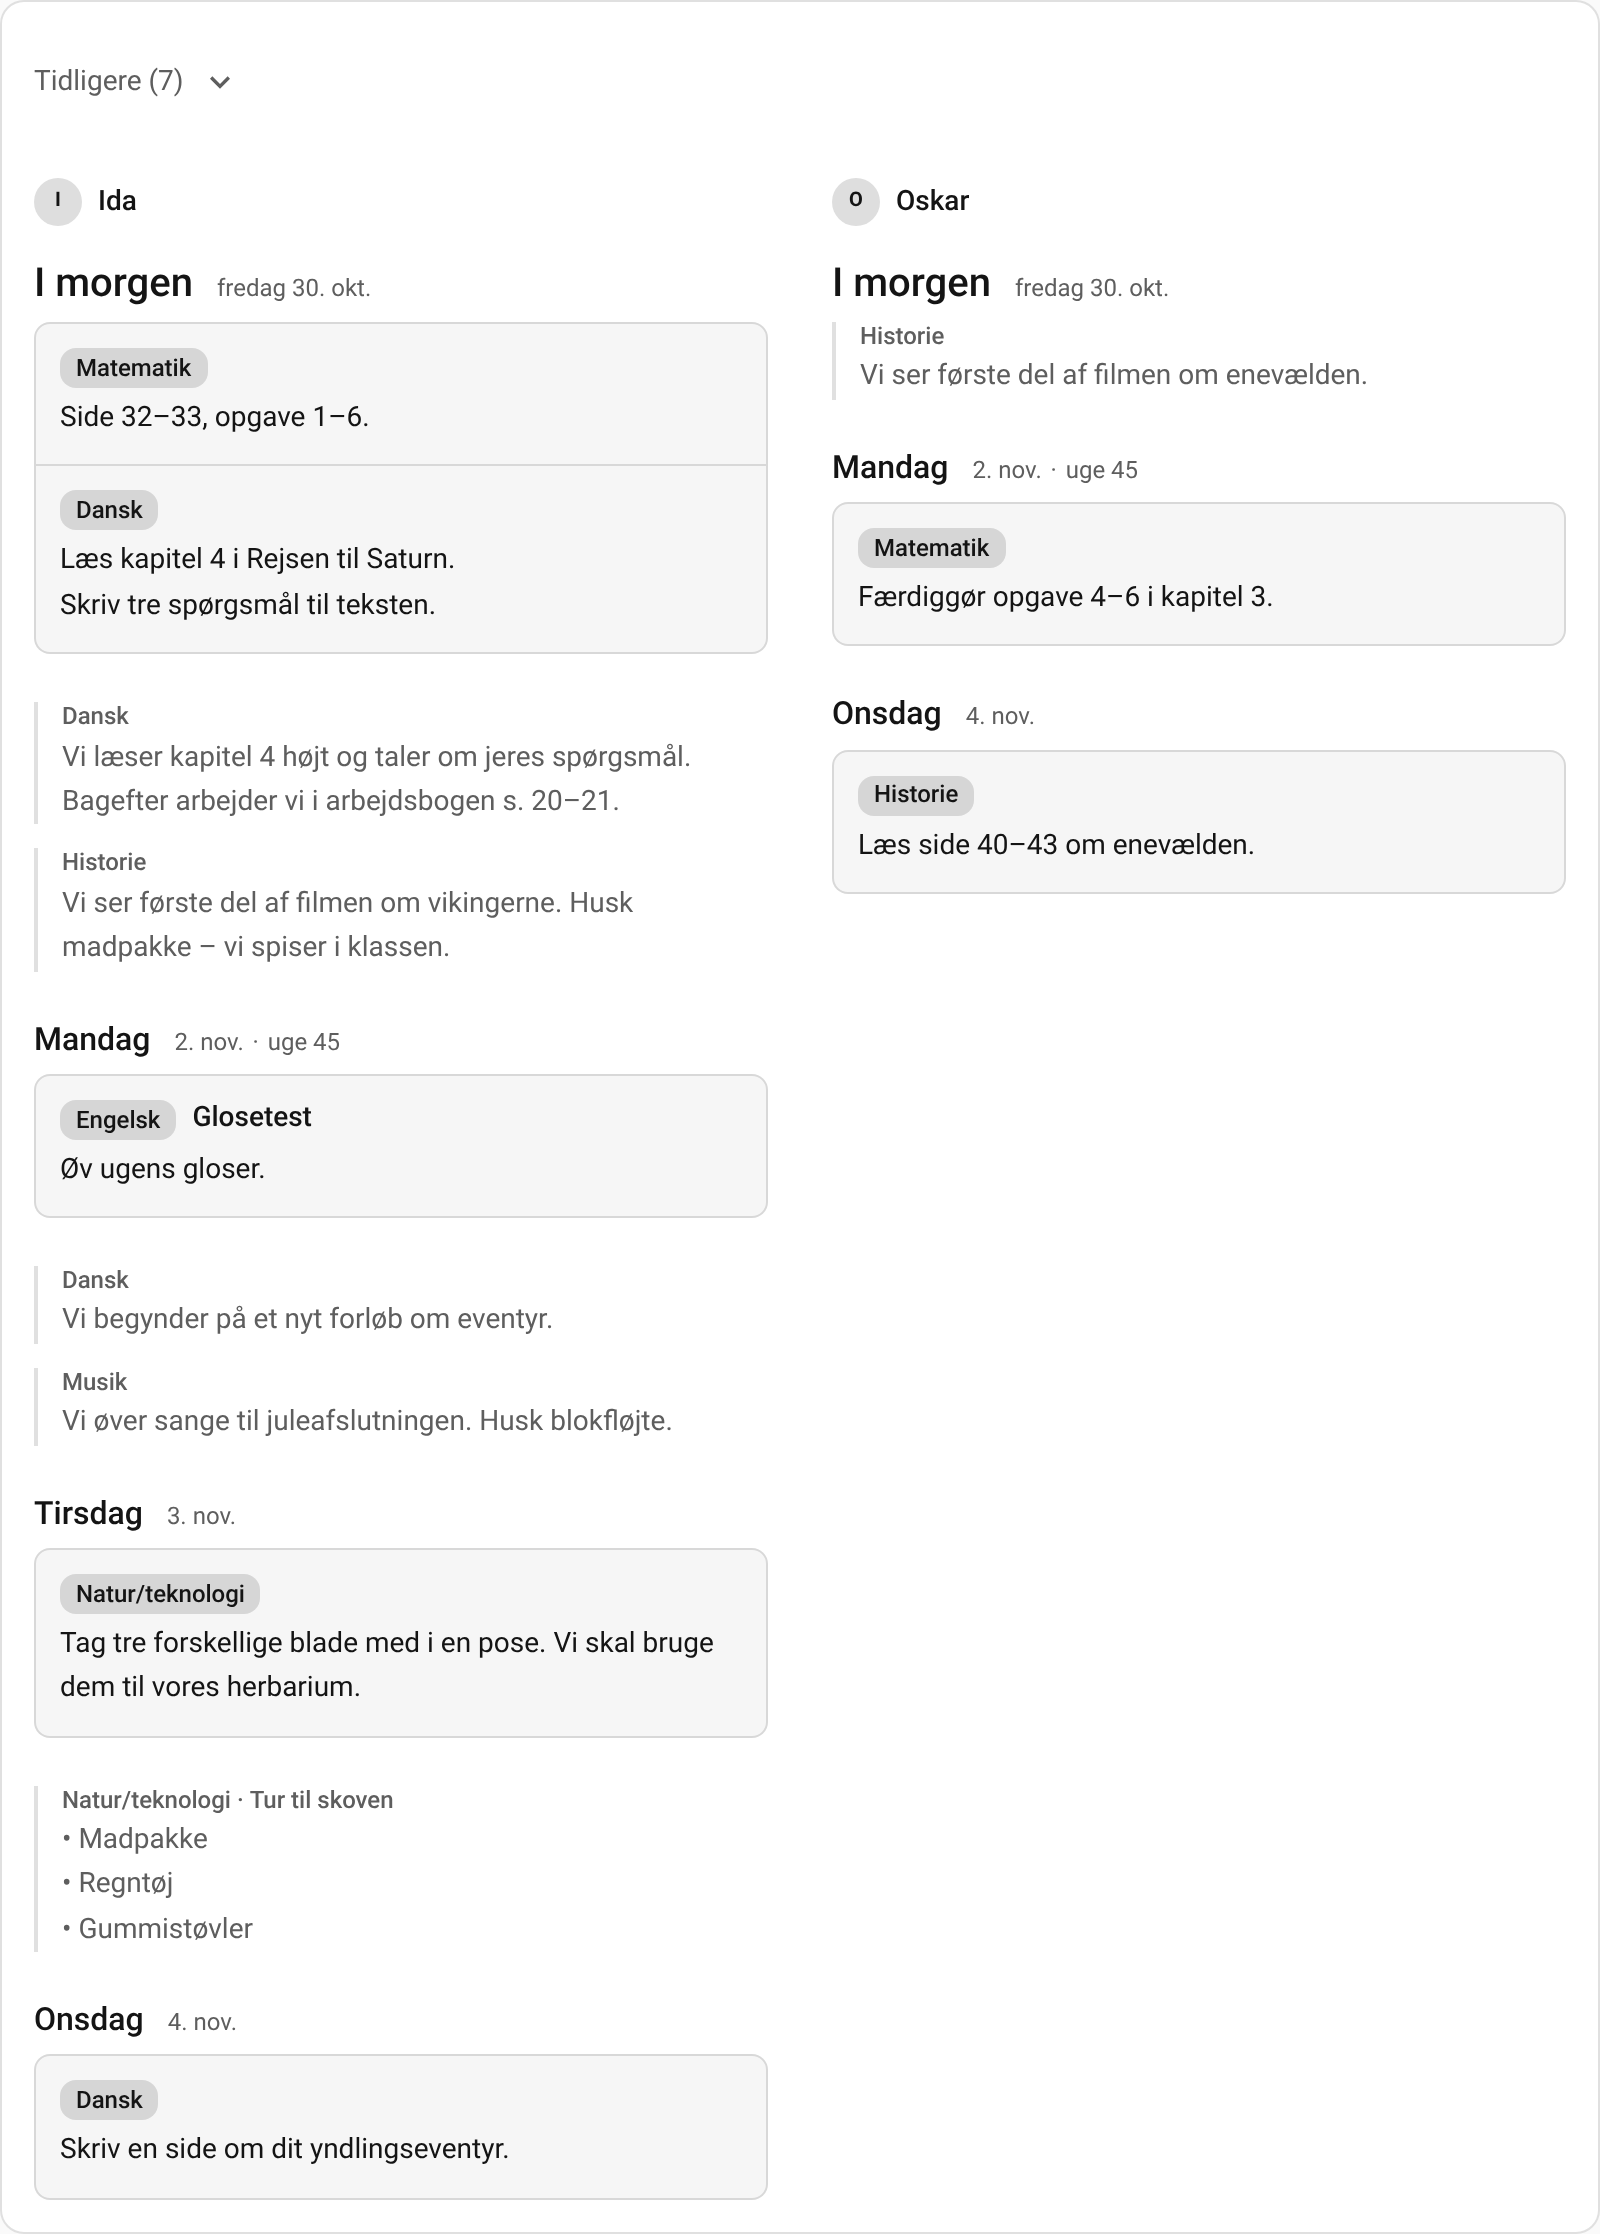 Tidligere (7)
I Ida
I morgen fredag 30. okt.
Matematik
Side 32–33, opgave 1–6.
Dansk
Læs kapitel 4 i Rejsen til Saturn.
Skriv tre spørgsmål til teksten.
Dansk
Vi læser kapitel 4 højt og taler om jeres spørgsmål.
Bagefter arbejder vi i arbejdsbogen s. 20–21.
Historie
Vi ser første del af filmen om vikingerne. Husk
madpakke – vi spiser i klassen.
Mandag 2. nov. · uge 45
Engelsk Glosetest
Øv ugens gloser.
Dansk
Vi begynder på et nyt forløb om eventyr.
Musik
Vi øver sange til juleafslutningen. Husk blokfløjte.
Tirsdag 3. nov.
Natur/teknologi
Tag tre forskellige blade med i en pose. Vi skal bruge
dem til vores herbarium.
Natur/teknologi · Tur til skoven
• Madpakke
• Regntøj
• Gummistøvler
Onsdag 4. nov.
Dansk
Skriv en side om dit yndlingseventyr.
O Oskar
I morgen fredag 30. okt.
Historie
Vi ser første del af filmen om enevælden.
Mandag 2. nov. · uge 45
Matematik
Færdiggør opgave 4–6 i kapitel 3.
Onsdag 4. nov.
Historie
Læs side 40–43 om enevælden.